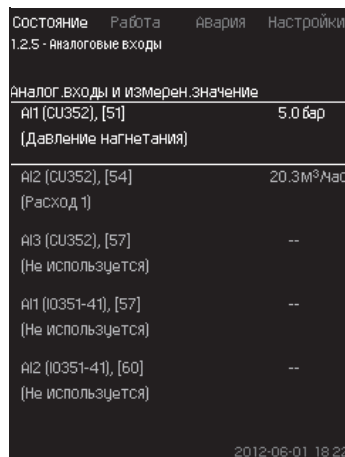 Состояние Работа Авария Настройки
1.2.5 - Аналоговые входы
Аналог.входы и измерен.значение
AI1 (CU352), [51] 5.0 бар
(Давление нагнетания)
AI2 (CU352), [54] 20.3м³/час
(Расход 1)
AI3 (CU352), [57] --
(Не используется)
AI1 (IO351-41), [57] --
(Не используется)
AI2 (IO351-41), [60] --
(Не используется)
2012-06-01 18:22